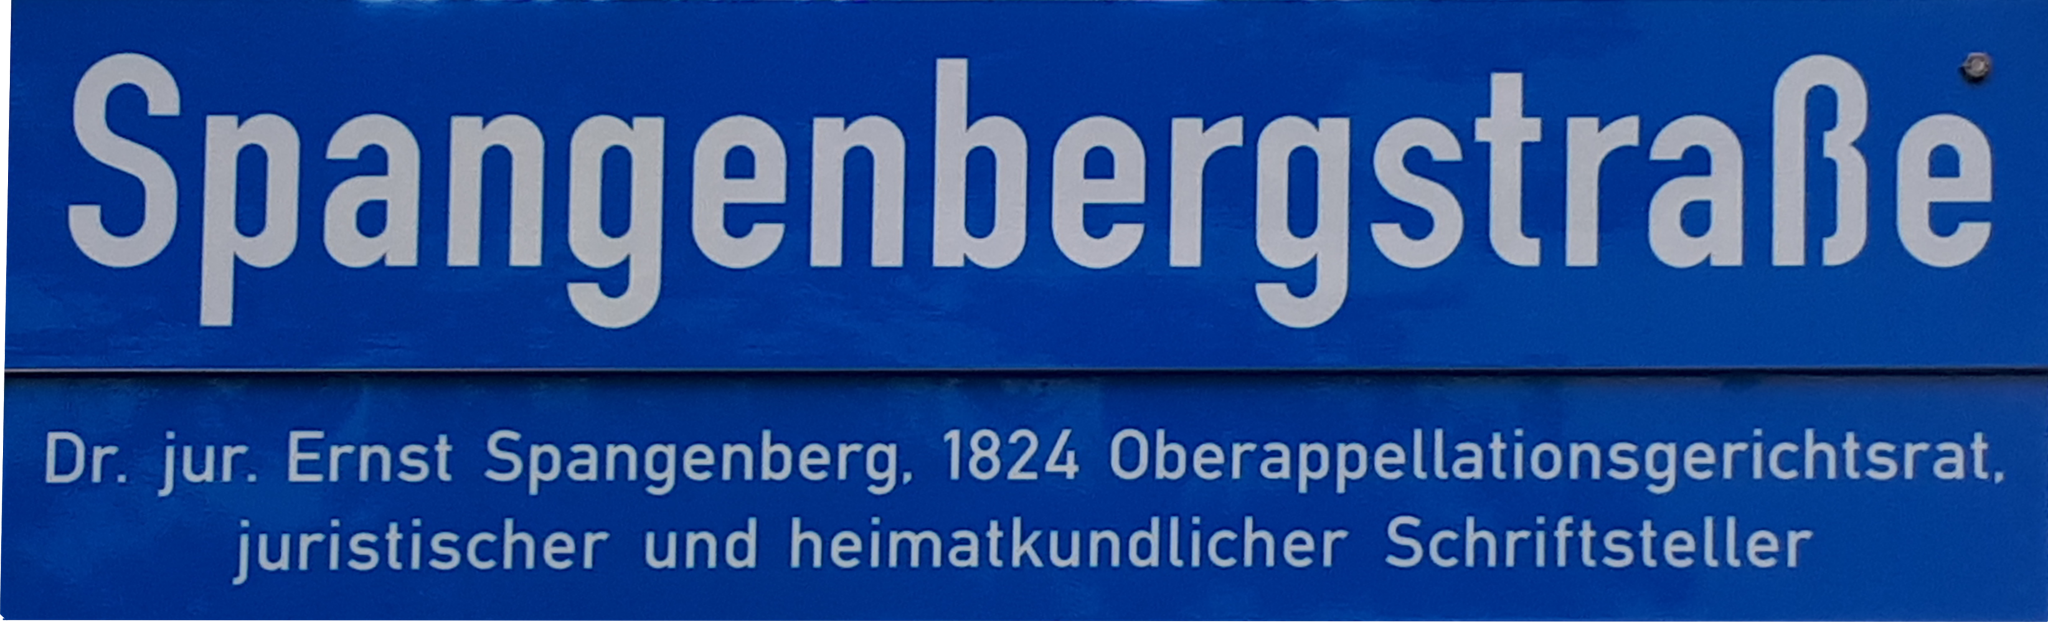 Spangenbergstraße
Dr. jur. Ernst Spangenberg, 1824 Oberappellationsgerichtsrat,
juristischer und heimatkundlicher Schriftsteller